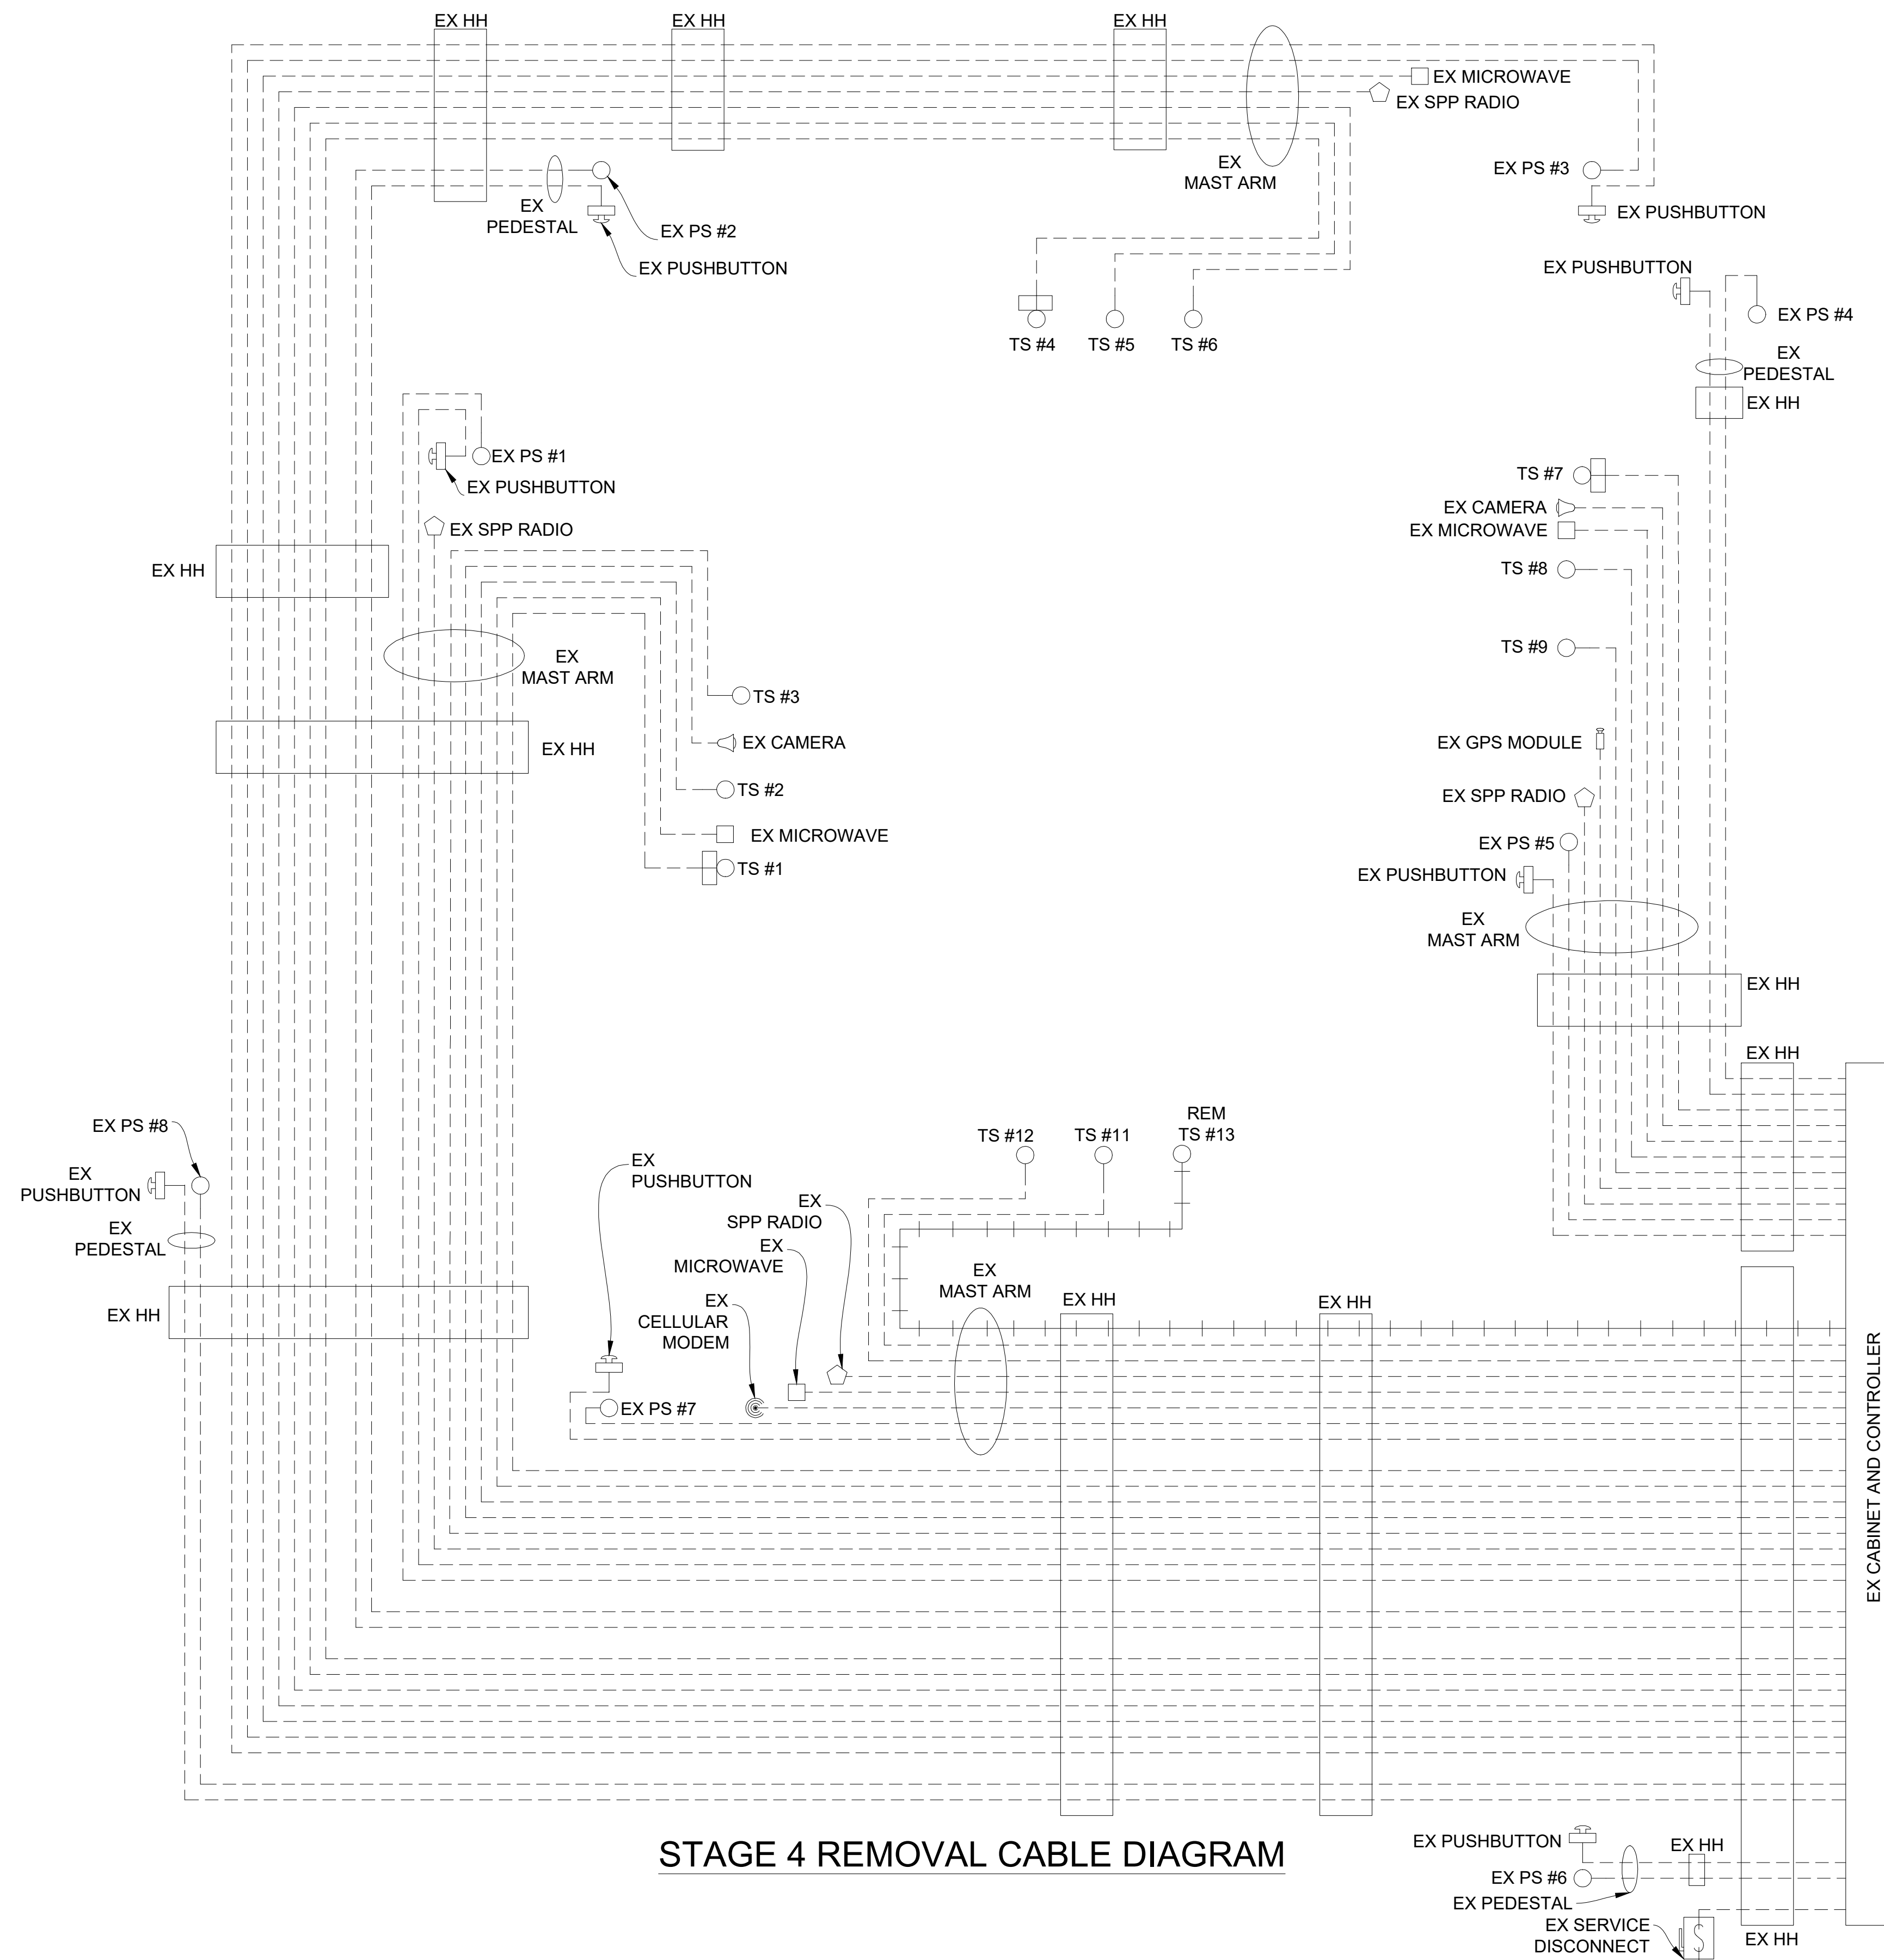 EX HH
EX HH
EX HH
EX MICROWAVE
EX SPP RADIO
EX
MAST ARM
EX PS #3
EX PUSHBUTTON
EX
PEDESTAL
EX PS #2
EX PUSHBUTTON
EX PUSHBUTTON
EX PS #4
EX
PEDESTAL
EX HH
TS #4
TS #5
TS #6
EX PS #1
EX PUSHBUTTON
EX SPP RADIO
EX HH
EX
MAST ARM
EX HH
TS #3
EX CAMERA
TS #2
EX MICROWAVE
TS #1
TS #7
EX CAMERA
EX MICROWAVE
TS #8
TS #9
EX GPS MODULE
EX SPP RADIO
EX PS #5
EX PUSHBUTTON
EX
MAST ARM
EX HH
EX HH
EX PS #8
EX
PUSHBUTTON
EX
PEDESTAL
EX HH
EX
PUSHBUTTON
EX
SPP RADIO
EX
MICROWAVE
EX
CELLULAR
MODEM
EX PS #7
TS #12
TS #11
REM
TS #13
EX
MAST ARM
EX HH
EX HH
EX CABINET AND CONTROLLER
STAGE 4 REMOVAL CABLE DIAGRAM
EX PUSHBUTTON
EX HH
EX PS #6
EX PEDESTAL
EX SERVICE
DISCONNECT
S
EX HH